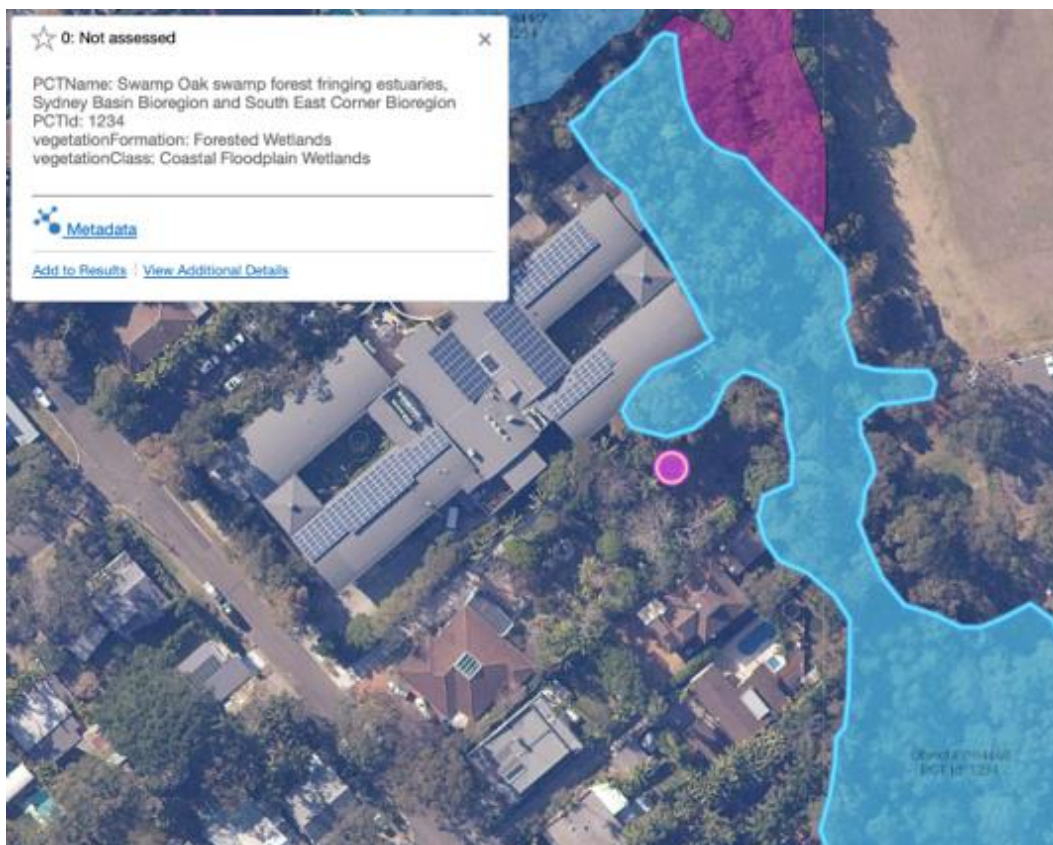 0: Not assessed
PCTName: Swamp Oak swamp forest fringing estuaries,
Sydney Basin Bioregion and South East Corner Bioregion
PCTId: 1234
vegetationFormation: Forested Wetlands
vegetationClass: Coastal Floodplain Wetlands
Metadata
Add to Results | View Additional Details
PCT Id: 1234